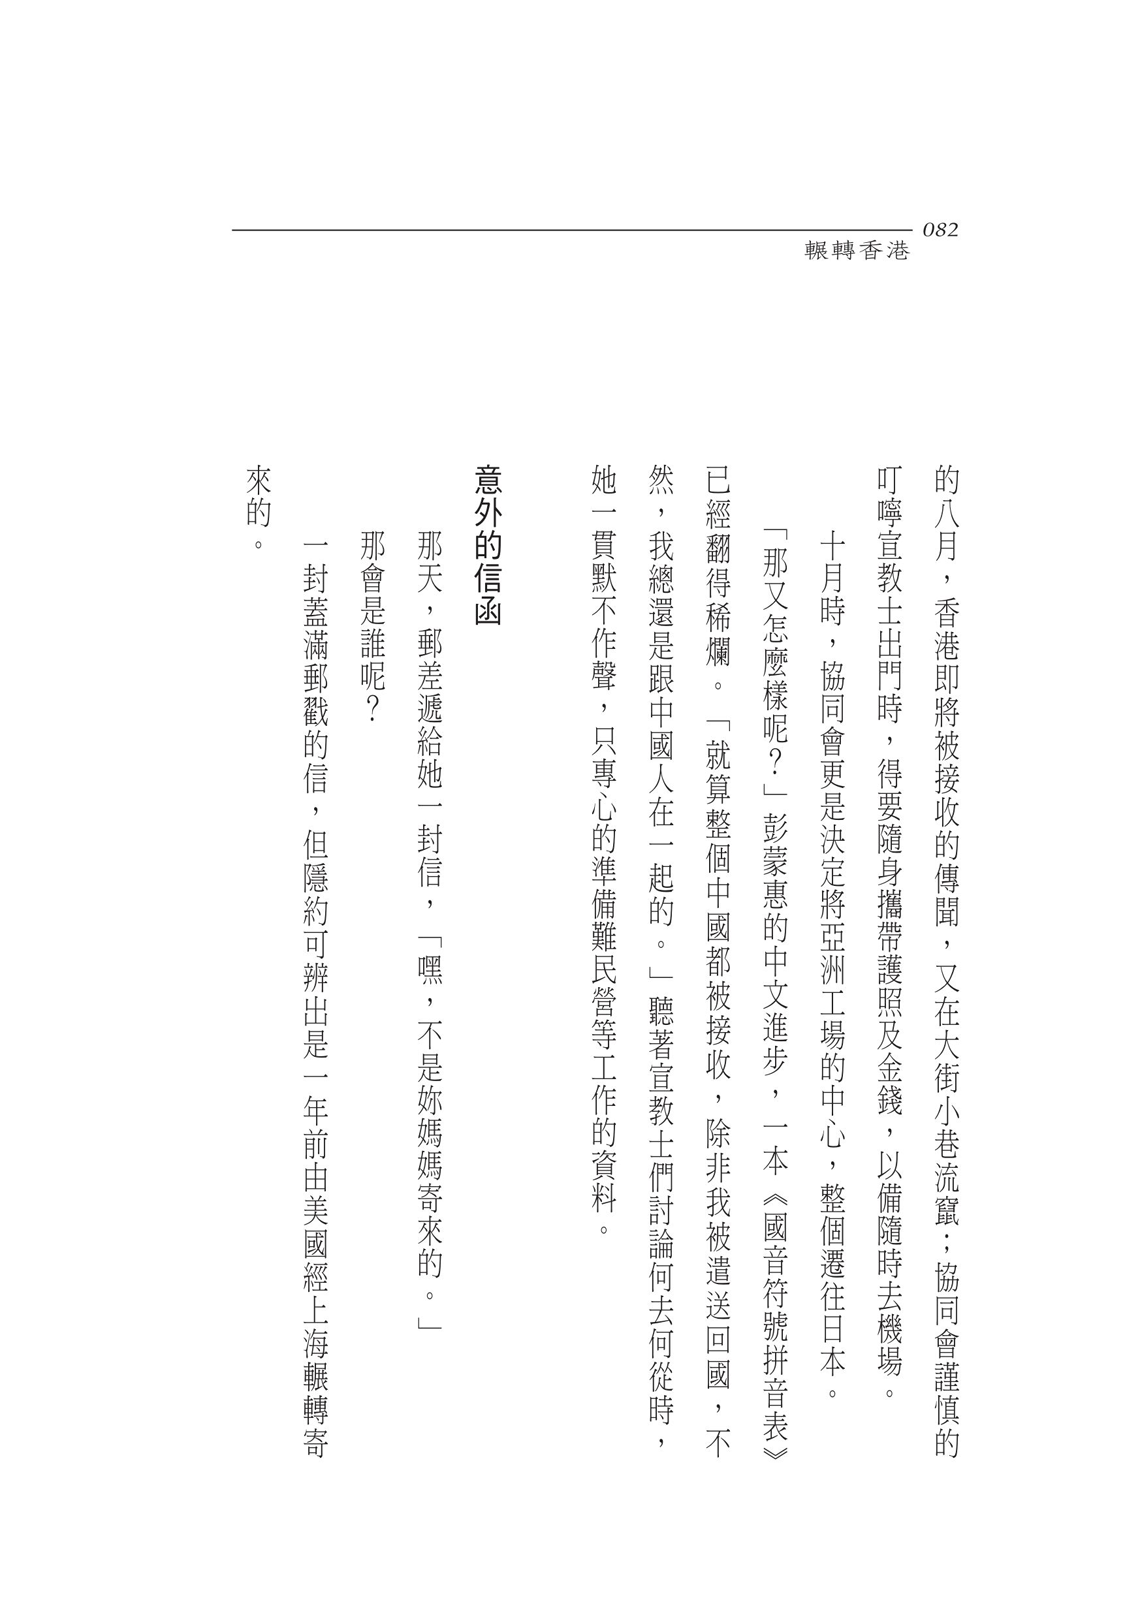 082
輾轉香港
的八月，香港即將被接收的傳聞，又在大街小巷流竄；協同會謹慎的
叮嚀宣教士出門時，得要隨身攜帶護照及金錢，以備隨時去機場。
十月時，協同會更是決定將亞洲工場的中心，整個遷往日本。
「那又怎麼樣呢？」彭蒙惠的中文進步，一本《國音符號拼音表》
已經翻得稀爛。「就算整個中國都被接收，除非我被遣送回國，不
然，我總還是跟中國人在一起的。」聽著宣教士們討論何去何從時，
她一貫默不作聲，只專心的準備難民營等工作的資料。
意外的信函
那天，郵差遞給她一封信，「嘿，不是妳媽媽寄來的。」
那會是誰呢？
一封蓋滿郵戳的信，但隱約可辨出是一年前由美國經上海輾轉寄
來的。